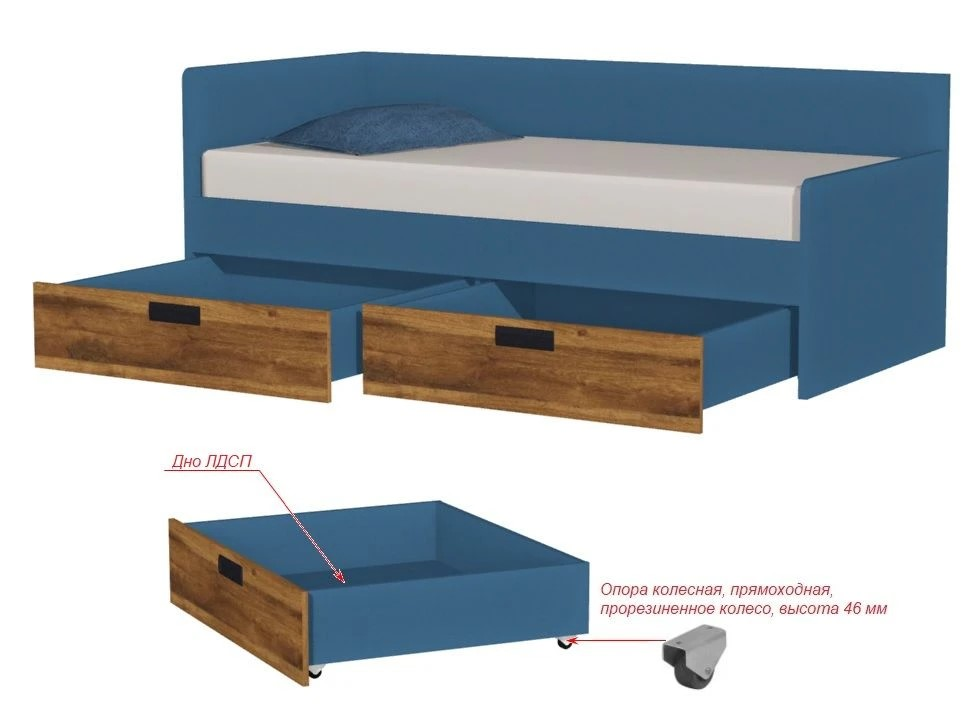 Дно ЛДСП
Опора колесная, прямоходная,
прорезиненное колесо, высота 46 мм